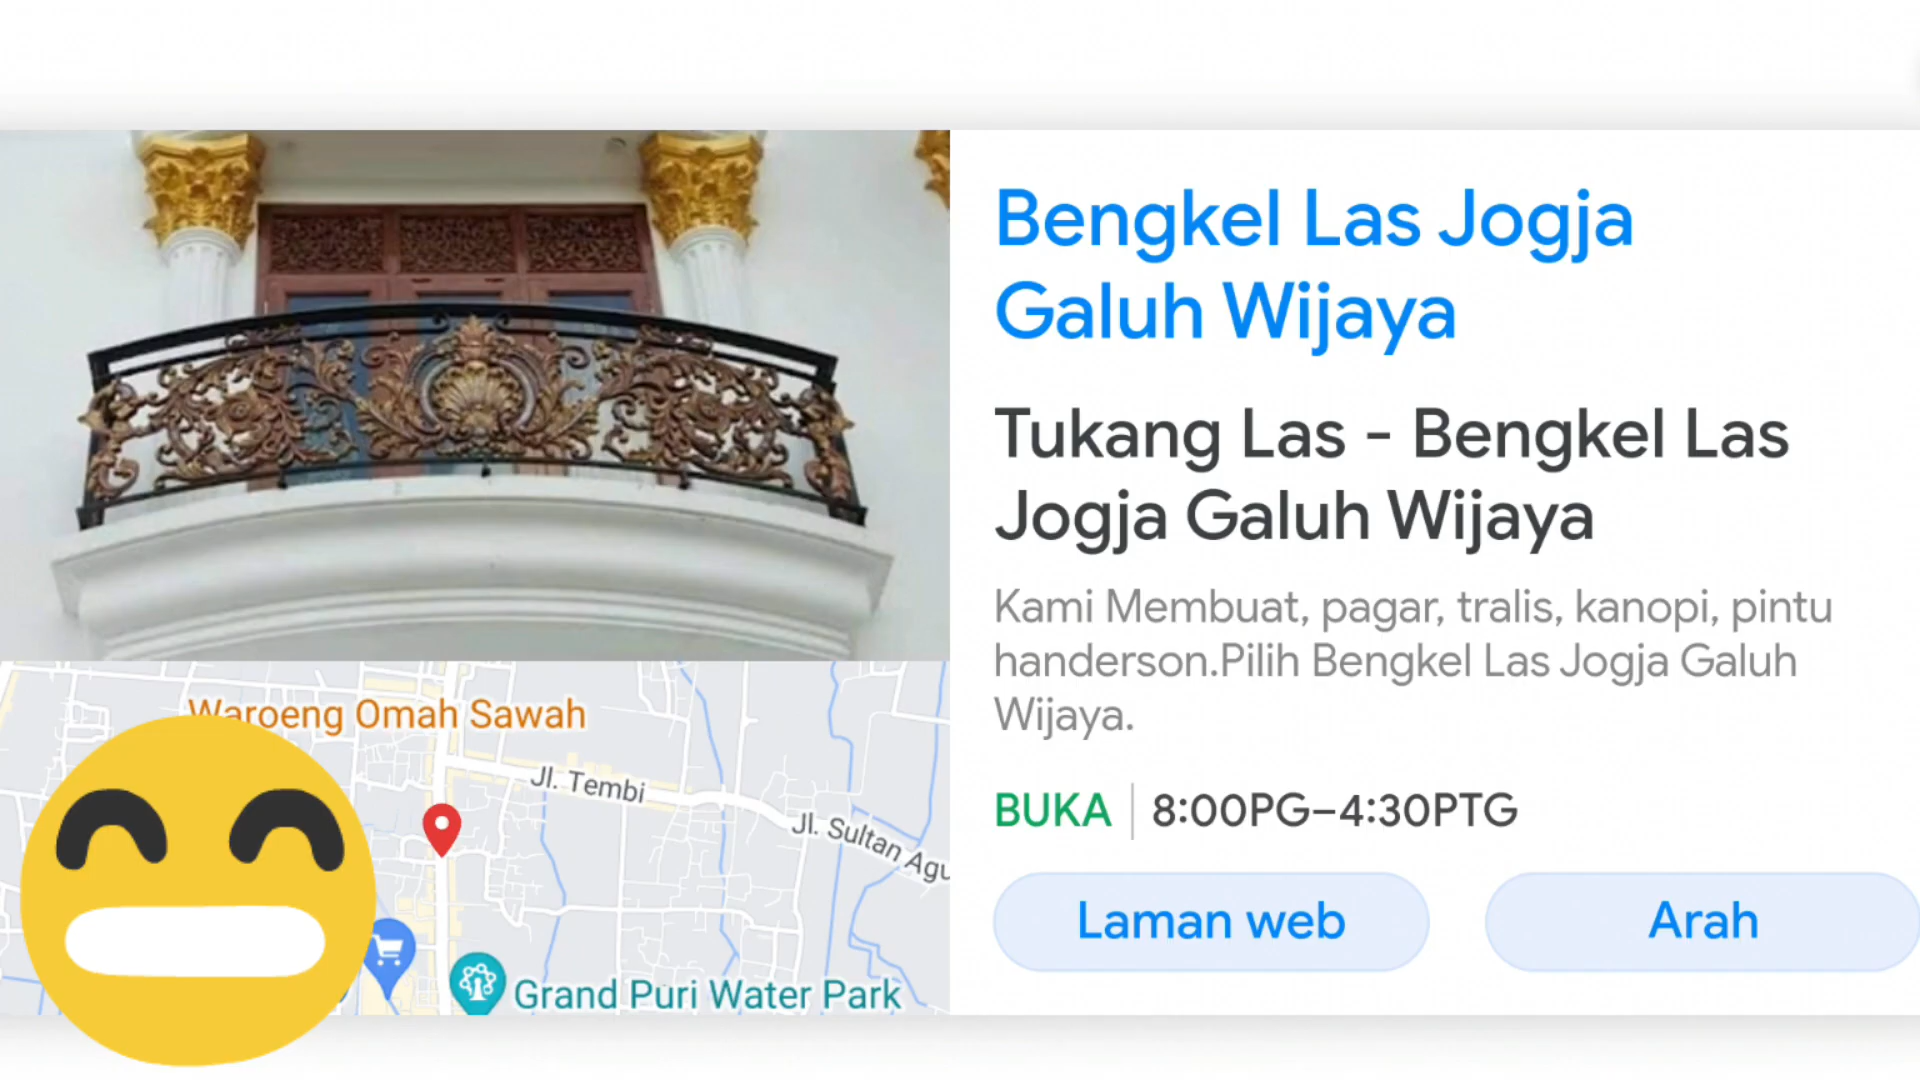 Bengkel Las Jogja
Galuh Wijaya
Tukang Las - Bengkel Las
Jogja Galuh Wijaya
Kami Membuat, pagar, tralis, kanopi, pintu
handerson.Pilih Bengkel Las Jogja Galuh
Wijaya.
BUKA 8:00PG–4:30PTG
Laman web
Arah
Waroeng Omah Sawah
Jl. Tembi
Jl. Sultan Agu
Grand Puri Water Park